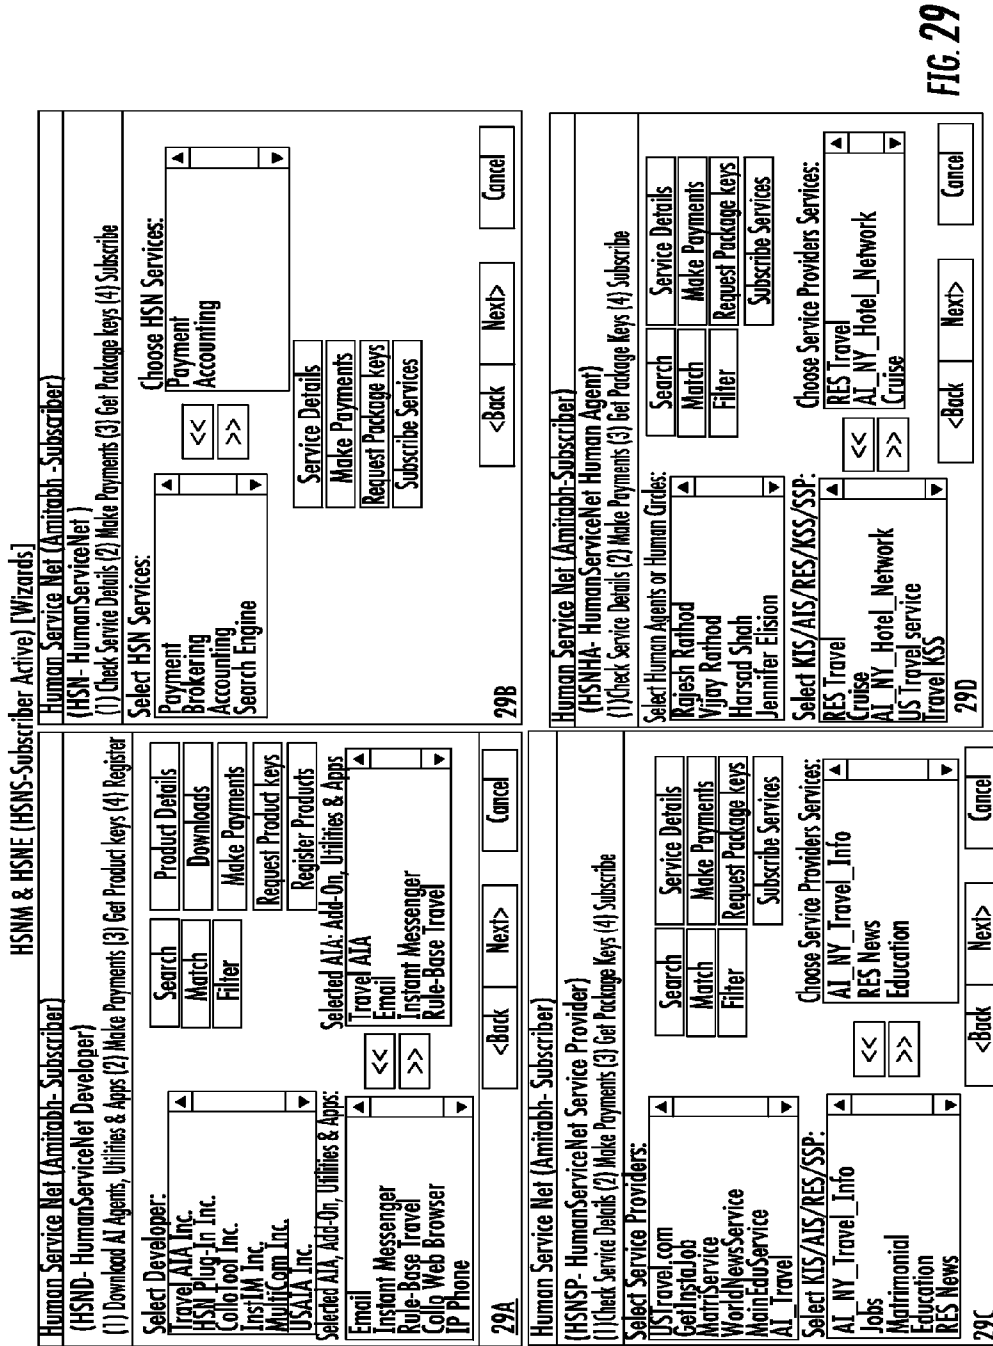 HSNM & HSNE (HSNS-Subscriber Active) [Wizards]
Human Service Net (Amitabh- Subscriber)
(HSND- HumanServiceNet Developer)
(1) Download AI Agents, Utilities & Apps (2) Make Payments (3) Get Product keys (4) Register
Select Developer:
Travel AIA Inc.
HSN Plug-In Inc.
ColloTool Inc.
InstIM Inc.
MultiCom Inc.
USAIA Inc.
Search
Match
Filter
Product Details
Downloads
Make Payments
Request Product keys
Register Products
Selected AIA, Add-On, Utilities & Apps:
Email
Instant Messenger
Rule-Base Travel
Collo Web Browser
IP Phone
<<
>>
Selected AIA: Add-On, Utilities & Apps
Travel AIA
Email
Instant Messenger
Rule-Base Travel
29A
<Back
Next>
Cancel
Human Service Net (Amitabh -Subscriber)
(HSN- HumanServiceNet )
(1) Check Service Details (2) Make Payments (3) Get Package keys (4) Subscribe
Select HSN Services:
Payment
Brokering
Accounting
Search Engine
<<
>>
Choose HSN Services:
Payment
Accounting
Service Details
Make Payments
Request Package keys
Subscribe Services
29B
<Back
Next>
Cancel
Human Service Net (Amitabh- Subscriber)
(HSNSP- HumanServiceNet Service Provider)
(1)Check Service Details (2) Make Payments (3) Get Package Keys (4) Subscribe
Select Service Providers:
USTravel.com
GetInstaJob
MatriService
WorldNewsService
MainEduService
AI_Travel
Search
Match
Filter
Service Details
Make Payments
Request Package keys
Subscribe Services
Select KIS/AIS/RES/SSP:
AI_NY_Travel_Info
Jobs
Matrimonial
Education
RES News
<<
>>
Choose Service Providers Services:
AI_NY_Travel_Info
RES News
Education
29C
<Back
Next>
Cancel
Human Service Net (Amitabh-Subscriber)
(HSNHA- HumanServiceNet Human Agent)
(1)Check Service Details (2) Make Payments (3) Get Package Keys (4) Subscribe
Select Human Agents or Human Circles:
Rajesh Rathod
Vijay Rathod
Harsad Shah
Jennifer Elision
Search
Match
Filter
Service Details
Make Payments
Request Package keys
Subscribe Services
Select KIS/AIS/RES/KSS/SSP:
RES Travel
Cruise
AI_NY_Hotel_Network
US Travel service
Travel KSS
<<
>>
Choose Service Providers Services:
RES Travel
AI_NY_Hotel_Network
Cruise
29D
<Back
Next>
Cancel
FIG. 29